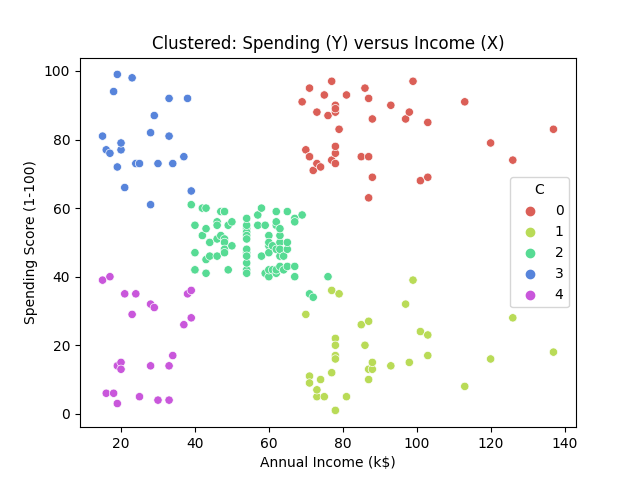 Clustered: Spending (Y) versus Income (X)
Spending Score (1-100)
100
80
60
40
20
0
C
0
1
2
3
4
20 40 60 80 100 120 140
Annual Income (k$)